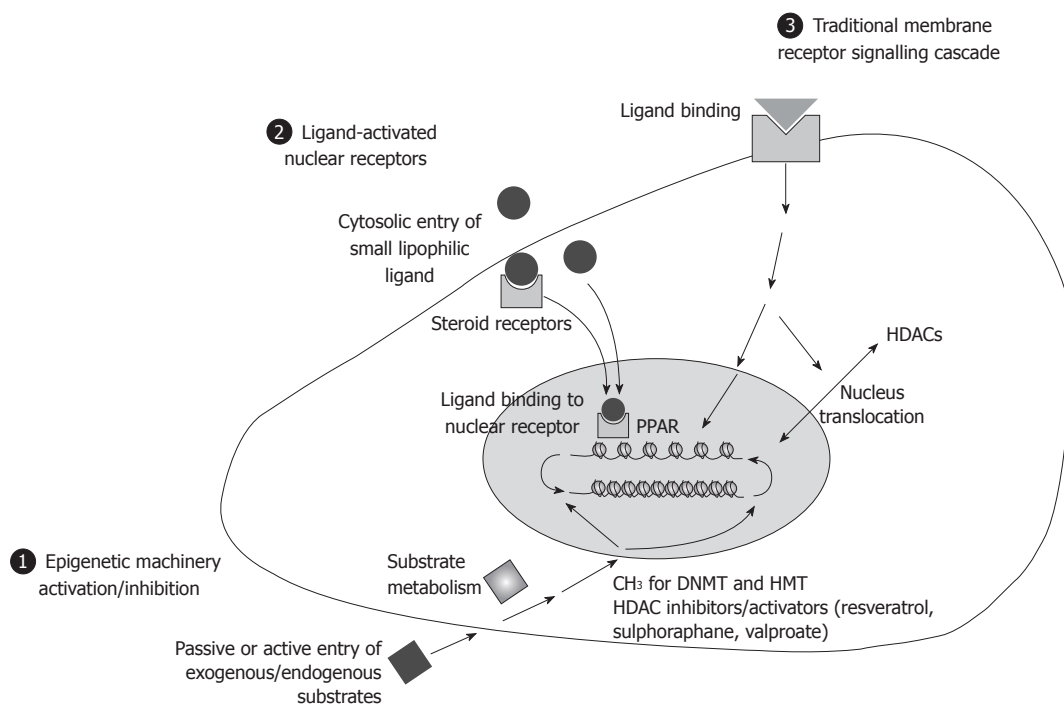 3 Traditional membrane
receptor signalling cascade
Ligand binding
2 Ligand-activated
nuclear receptors
Cytosolic entry of
small lipophilic
ligand
Steroid receptors
HDACs
Nucleus
translocation
Ligand binding to
nuclear receptor
PPAR
1 Epigenetic machinery
activation/inhibition
Substrate
metabolism
CH₃ for DNMT and HMT
HDAC inhibitors/activators (resveratrol,
sulphoraphane, valproate)
Passive or active entry of
exogenous/endogenous
substrates